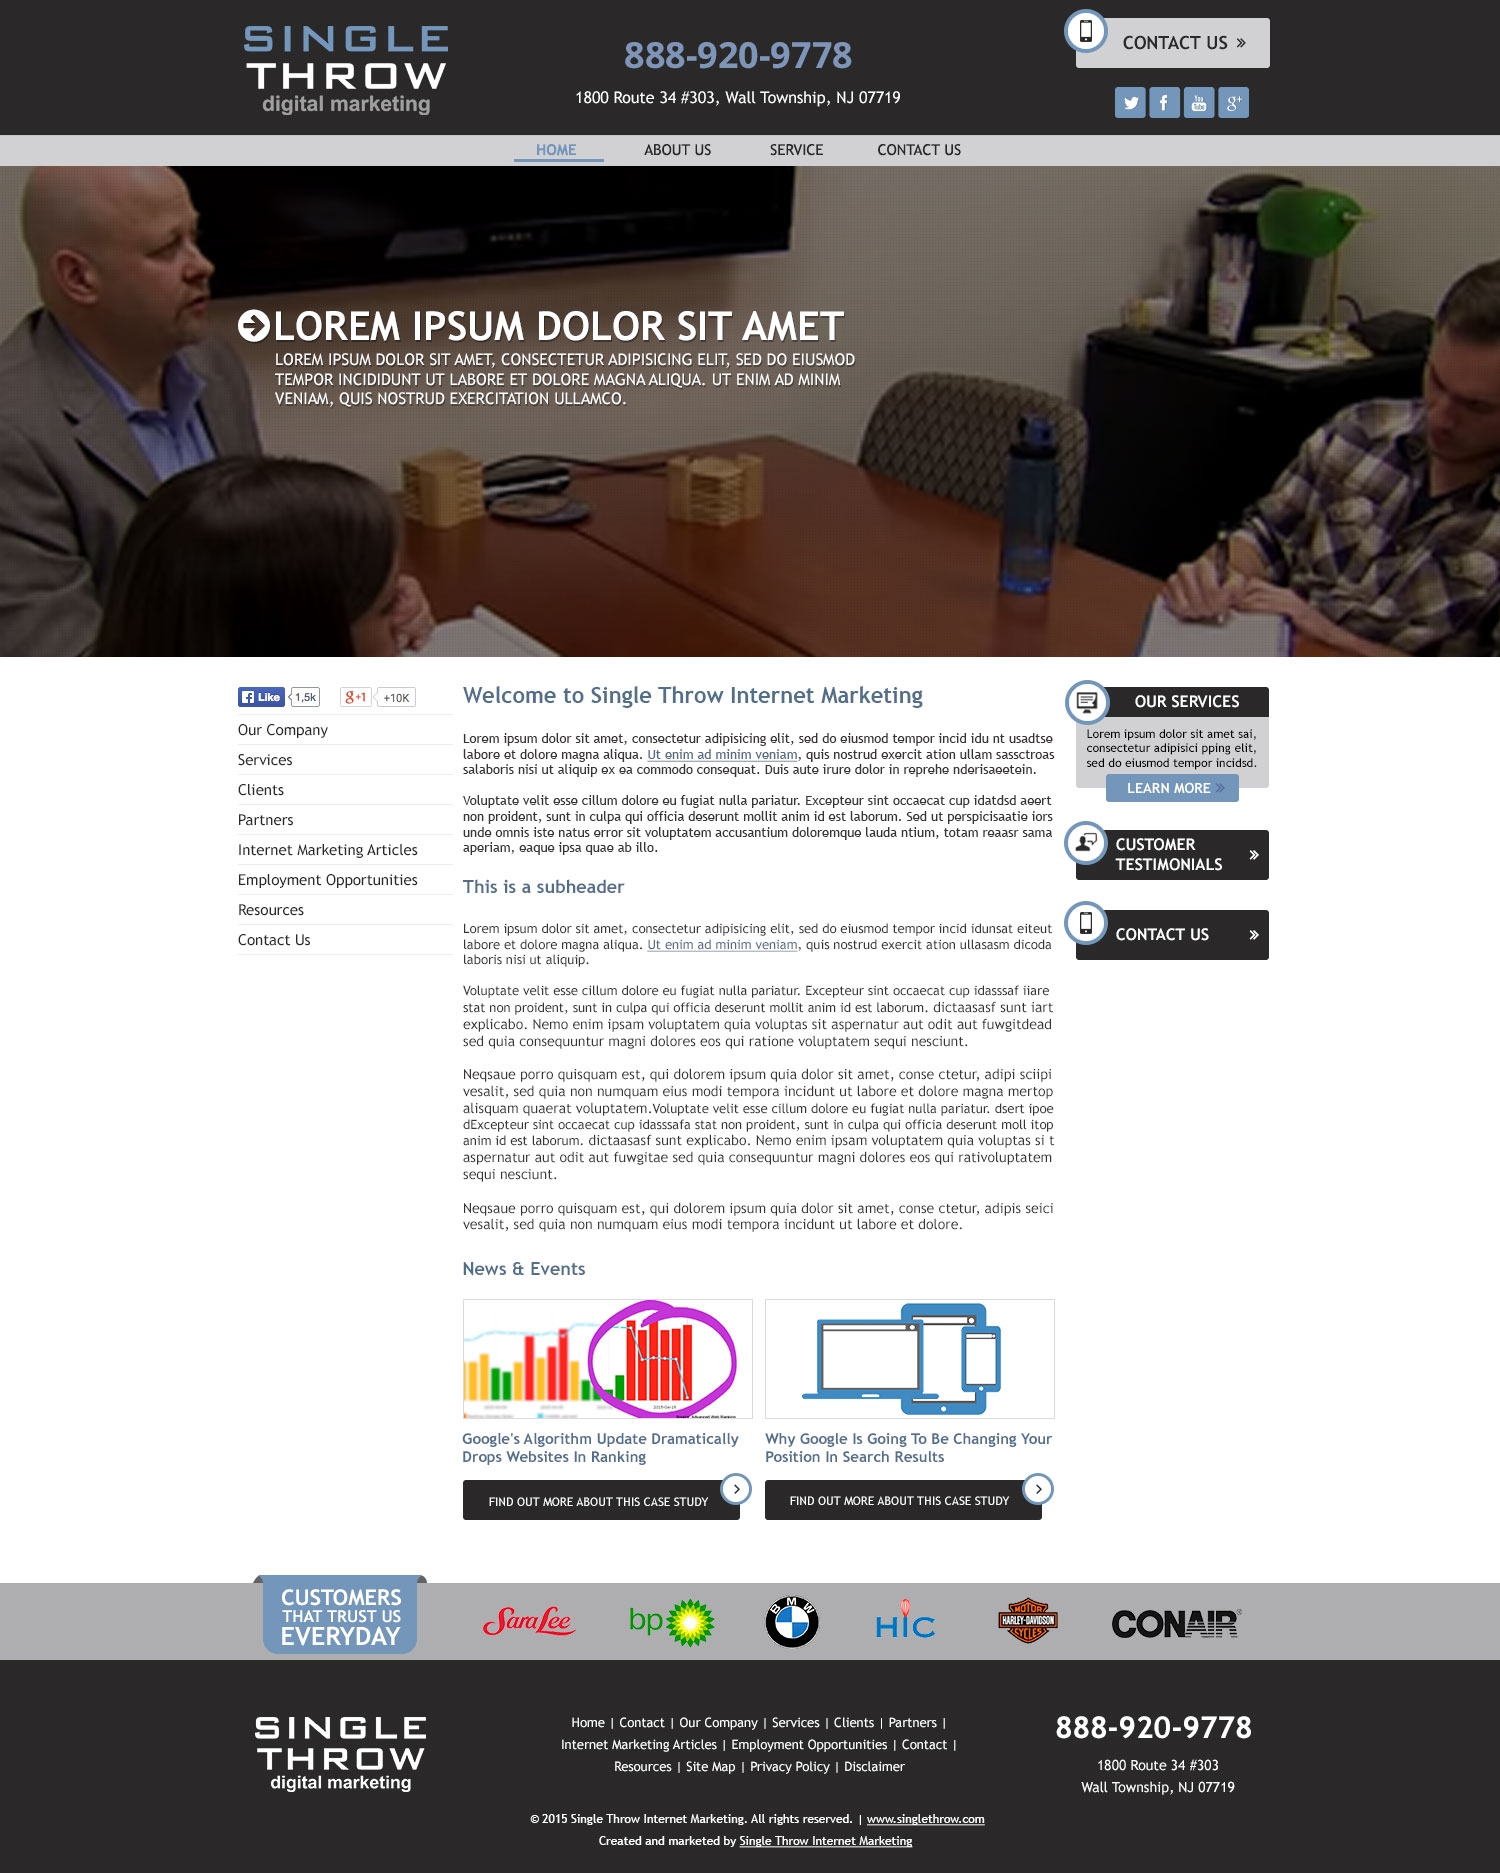 SINGLE
THROW
digital marketing
888-920-9778
1800 Route 34 #303, Wall Township, NJ 07719
CONTACT US »
You
Tube
g+
HOME
ABOUT US
SERVICE
CONTACT US
LOREM IPSUM DOLOR SIT AMET
LOREM IPSUM DOLOR SIT AMET, CONSECTETUR ADIPISICING ELIT, SED DO EIUSMOD
TEMPOR INCIDIDUNT UT LABORE ET DOLORE MAGNA ALIQUA. UT ENIM AD MINIM
VENIAM, QUIS NOSTRUD EXERCITATION ULLAMCO.
Like
1,5k
g+1
+10K
Our Company
Services
Clients
Partners
Internet Marketing Articles
Employment Opportunities
Resources
Contact Us
Welcome to Single Throw Internet Marketing
Lorem ipsum dolor sit amet, consectetur adipisicing elit, sed do eiusmod tempor incid idu nt usadtse
labore et dolore magna aliqua. Ut enim ad minim veniam, quis nostrud exercit ation ullam sassctroas
salaboris nisi ut aliquip ex ea commodo consequat. Duis aute irure dolor in reprehe nderisaeetein.
Voluptate velit esse cillum dolore eu fugiat nulla pariatur. Excepteur sint occaecat cup idatdsd aeert
non proident, sunt in culpa qui officia deserunt mollit anim id est laborum. Sed ut perspicisaatie iors
unde omnis iste natus error sit voluptatem accusantium doloremque lauda ntium, totam reaasr sama
aperiam, eaque ipsa quae ab illo.
This is a subheader
Lorem ipsum dolor sit amet, consectetur adipisicing elit, sed do eiusmod tempor incid idunsat eiteut
labore et dolore magna aliqua. Ut enim ad minim veniam, quis nostrud exercit ation ullasasm dicoda
laboris nisi ut aliquip.
Voluptate velit esse cillum dolore eu fugiat nulla pariatur. Excepteur sint occaecat cup idasssaf iiare
stat non proident, sunt in culpa qui officia deserunt mollit anim id est laborum. dictaasasf sunt iart
explicabo. Nemo enim ipsam voluptatem quia voluptas sit aspernatur aut odit aut fuwgitdead
sed quia consequuntur magni dolores eos qui ratione voluptatem sequi nesciunt.
Neqsaue porro quisquam est, qui dolorem ipsum quia dolor sit amet, conse ctetur, adipi sciipi
vesalit, sed quia non numquam eius modi tempora incidunt ut labore et dolore magna mertop
alisquam quaerat voluptatem.Voluptate velit esse cillum dolore eu fugiat nulla pariatur. dsert ipoe
dExcepteur sint occaecat cup idasssafa stat non proident, sunt in culpa qui officia deserunt moll itop
anim id est laborum. dictaasasf sunt explicabo. Nemo enim ipsam voluptatem quia voluptas si t
aspernatur aut odit aut fuwgitae sed quia consequuntur magni dolores eos qui rativoluptatem
sequi nesciunt.
Neqsaue porro quisquam est, qui dolorem ipsum quia dolor sit amet, conse ctetur, adipis seici
vesalit, sed quia non numquam eius modi tempora incidunt ut labore et dolore.
OUR SERVICES
Lorem ipsum dolor sit amet sai,
consectetur adipisici pping elit,
sed do eiusmod tempor incidsd.
LEARN MORE »
CUSTOMER
TESTIMONIALS »
CONTACT US »
News & Events
Google's Algorithm Update Dramatically
Drops Websites In Ranking
FIND OUT MORE ABOUT THIS CASE STUDY
Why Google Is Going To Be Changing Your
Position In Search Results
FIND OUT MORE ABOUT THIS CASE STUDY
CUSTOMERS
THAT TRUST US
EVERYDAY
Sara Lee
bp
BMW
HIC
MOTOR
HARLEY-DAVIDSON
CYCLES
CONAIR®
SINGLE
THROW
digital marketing
Home | Contact | Our Company | Services | Clients | Partners |
Internet Marketing Articles | Employment Opportunities | Contact |
Resources | Site Map | Privacy Policy | Disclaimer
888-920-9778
1800 Route 34 #303
Wall Township, NJ 07719
© 2015 Single Throw Internet Marketing. All rights reserved. | www.singlethrow.com
Created and marketed by Single Throw Internet Marketing